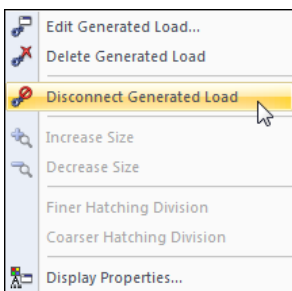 Edit Generated Load...
Delete Generated Load
Disconnect Generated Load
Increase Size
Decrease Size
Finer Hatching Division
Coarser Hatching Division
Display Properties...